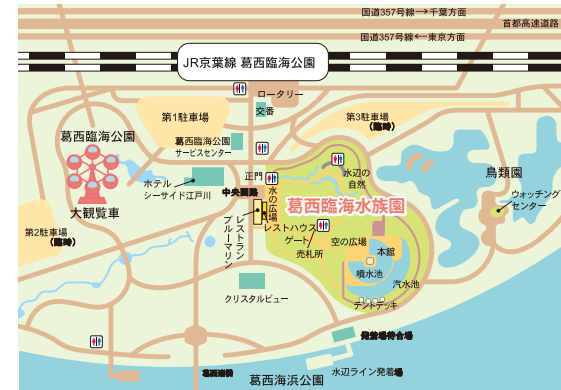 国道357号線→千葉方面
首都高速道路
国道357号線←東京方面
JR京葉線 葛西臨海公園
ロータリー
交番
第1駐車場
第3駐車場
(臨時)
葛西臨海公園
葛西臨海公園
サービスセンター
水辺の
自然
鳥類園
ウォッチング
センター
正門
ホテル
シーサイド江戸川
中央園路
水の広場
大観覧車
葛西臨海水族園
レストラン
ブルーマリン
レストハウス
ゲート
売札所
空の広場
本館
第2駐車場
(臨時)
噴水池
汽水池
クリスタルビュー
テントデッキ
発着場待合場
水辺ライン発着場
葛西渚橋
葛西海浜公園